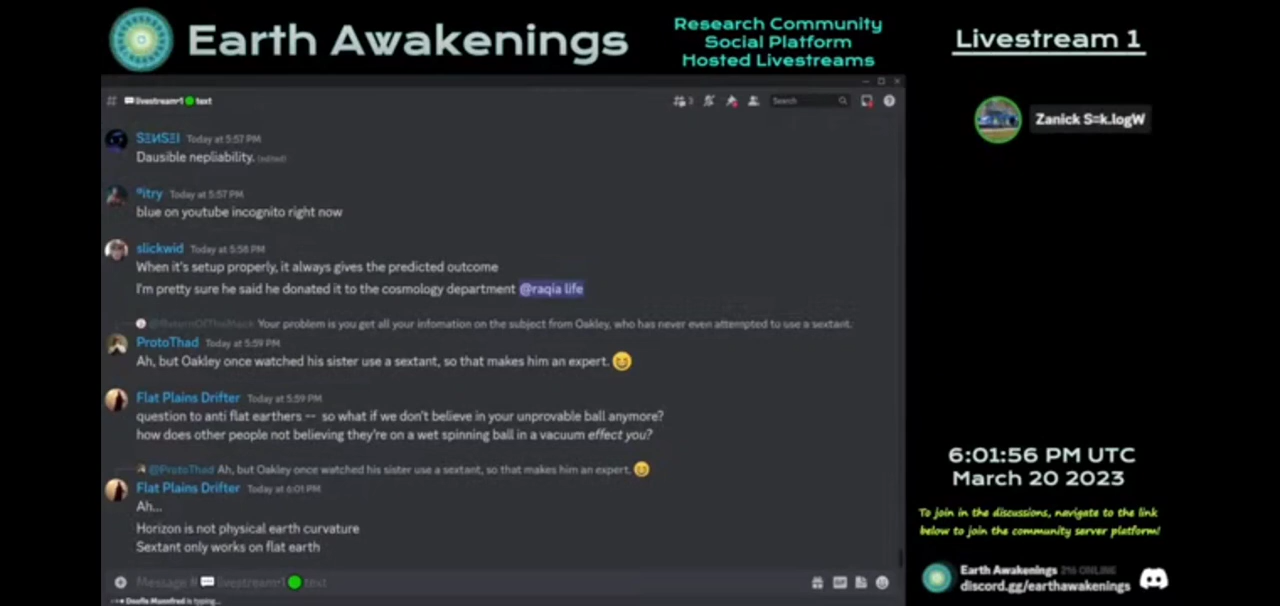 Earth Awakenings
Research Community
Social Platform
Hosted Livestreams
Livestream 1
livestream-1 text
3
Search
Zanick S=k.logW
SΞИSΞI Today at 5:57 PM
Dausible nepliability. (edited)
°itry Today at 5:57 PM
blue on youtube incognito right now
slickwid Today at 5:58 PM
When it's setup properly, it always gives the predicted outcome
I'm pretty sure he said he donated it to the cosmology department @raqia life
Your problem is you get all your infomation on the subject from Oakley, who has never even attempted to use a sextant.
ProtoThad Today at 5:59 PM
Ah, but Oakley once watched his sister use a sextant, so that makes him an expert. 😄
Flat Plains Drifter Today at 5:59 PM
question to anti flat earthers -- so what if we don't believe in your unprovable ball anymore?
how does other people not believing they're on a wet spinning ball in a vacuum effect you?
@ProtoThad Ah, but Oakley once watched his sister use a sextant, so that makes him an expert. 😄
Flat Plains Drifter Today at 6:01 PM
Ah...
Horizon is not physical earth curvature
Sextant only works on flat earth
Message # 💬 livestream-1 🟢 text
is typing...
6:01:56 PM UTC
March 20 2023
To join in the discussions, navigate to the link
below to join the community server platform!
Earth Awakenings 216 ONLINE
discord.gg/earthawakenings